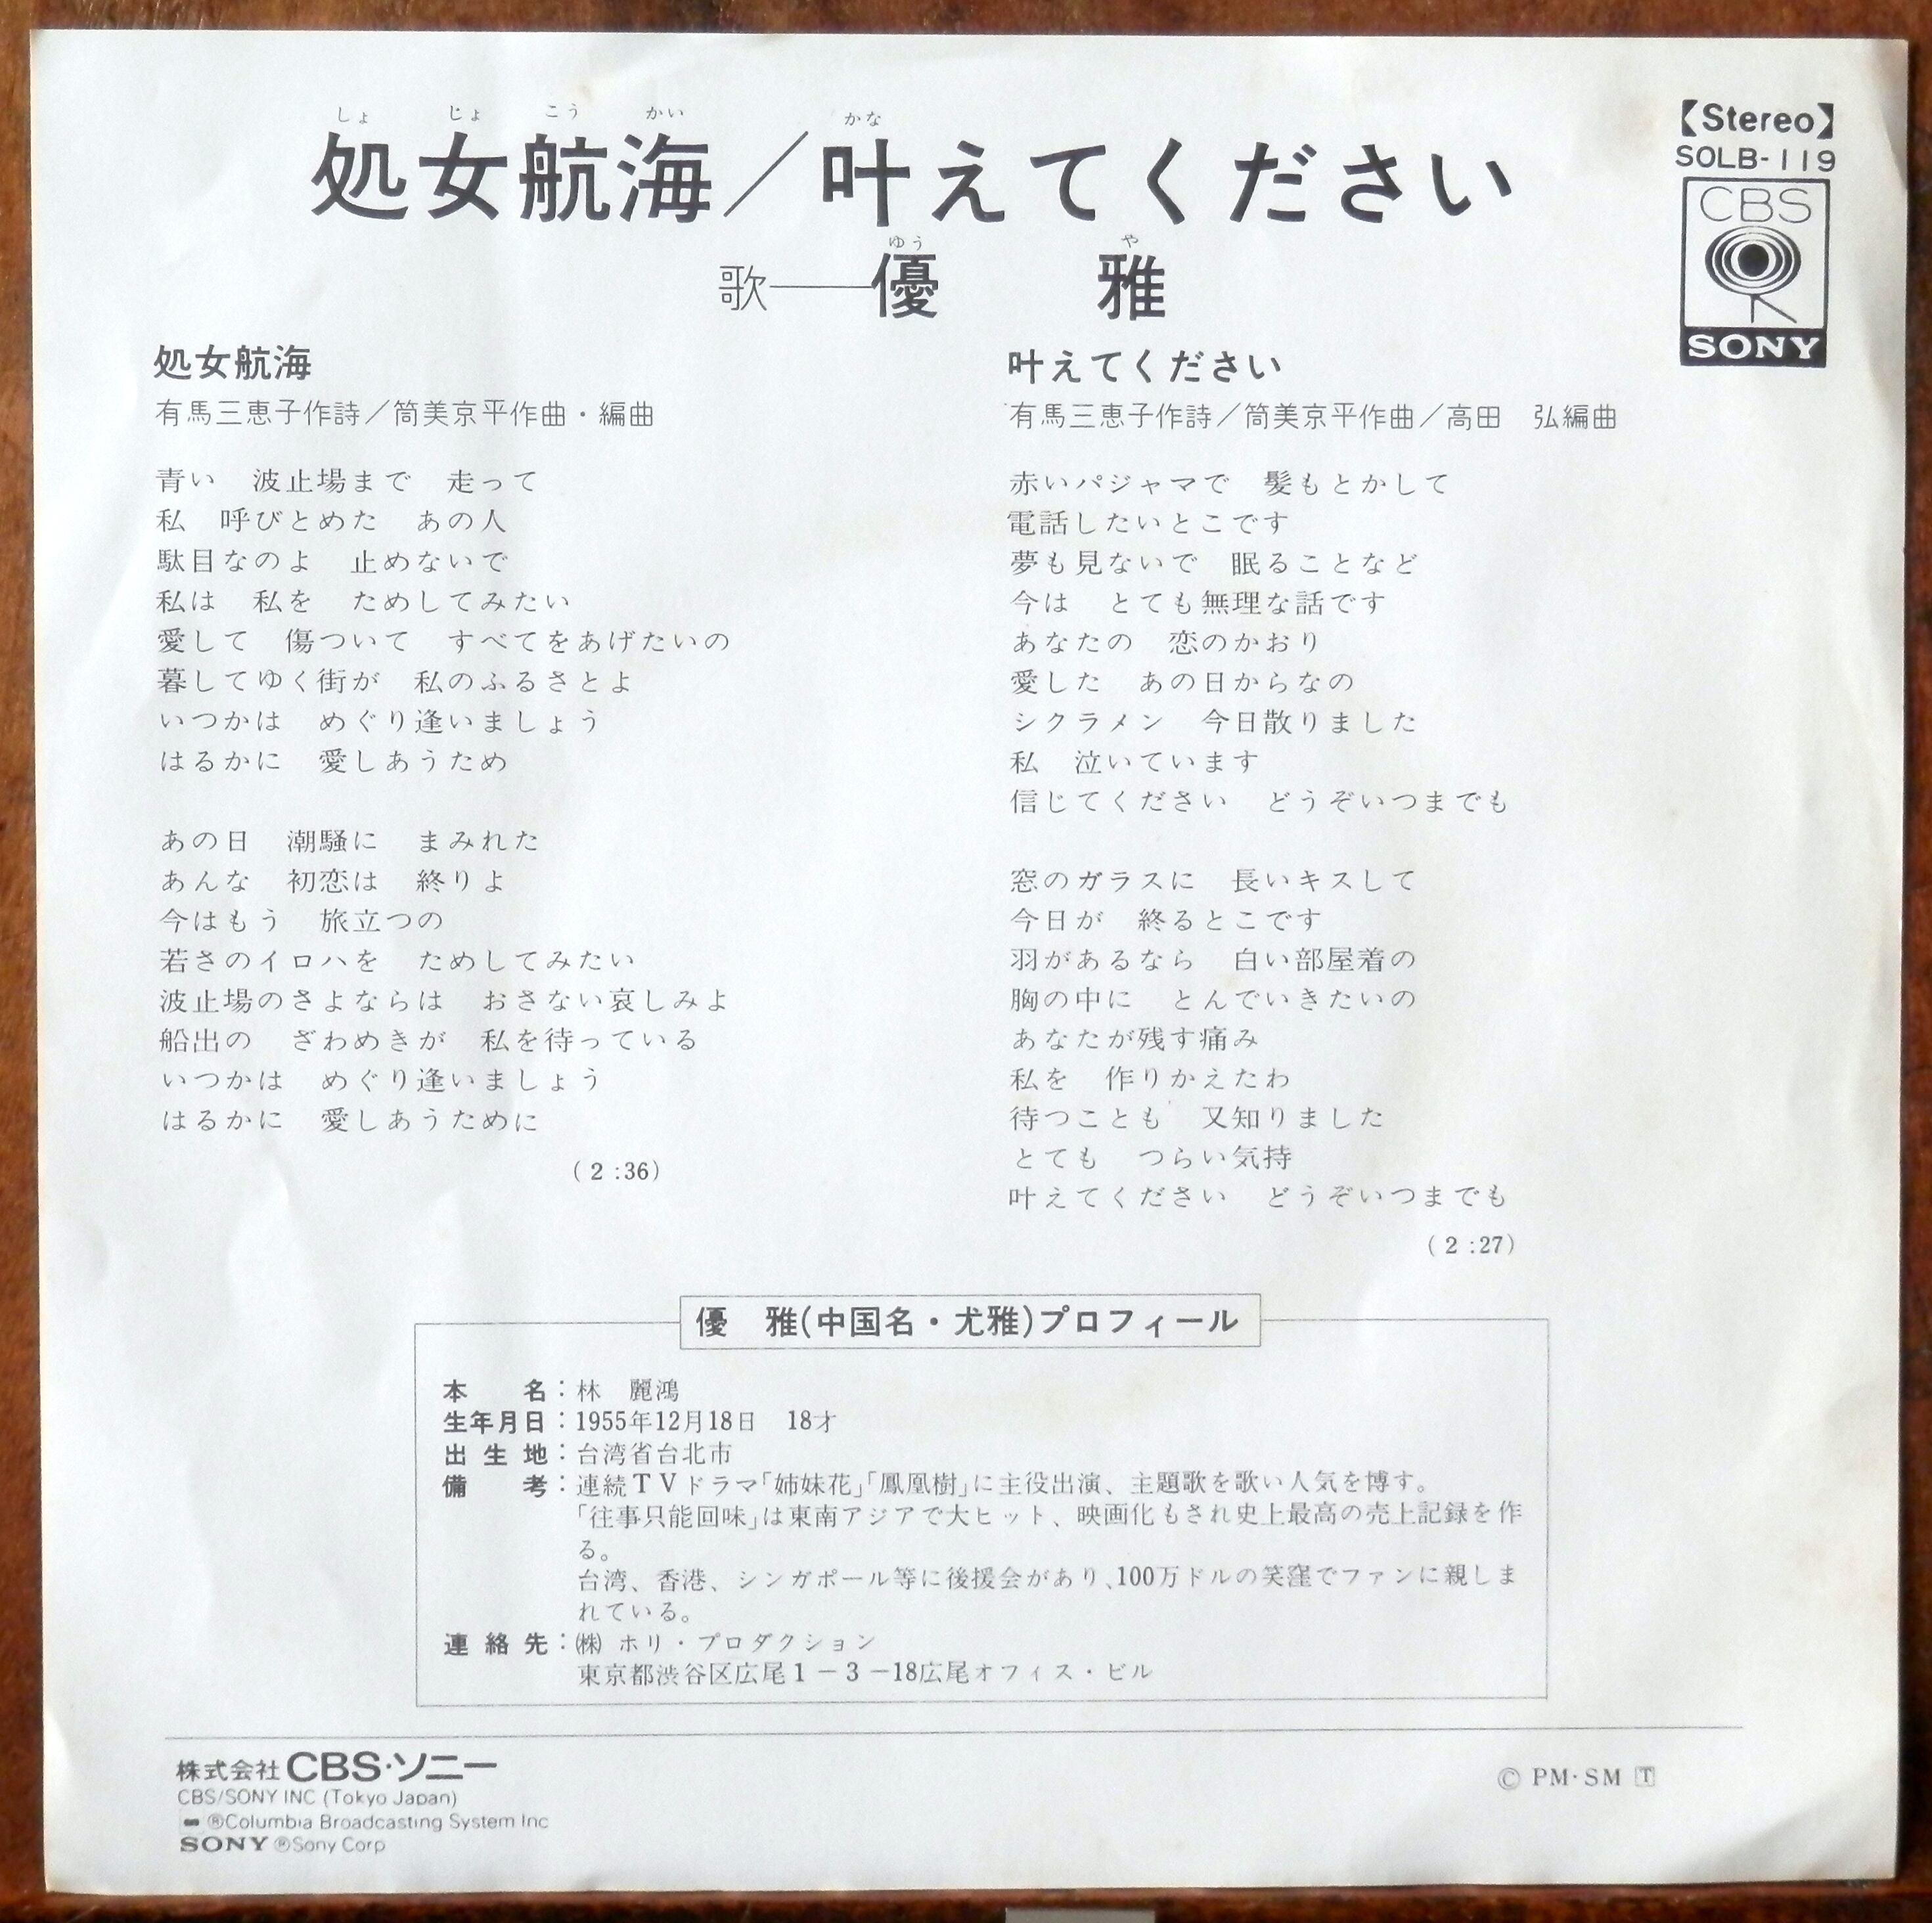 しょ じょ こう かい かな
処女航海／叶えてください
ゆう や
歌――優 雅
【Stereo】
SOLB-119
CBS
SONY
処女航海
有馬三恵子作詩／筒美京平作曲・編曲
青い 波止場まで 走って
私 呼びとめた あの人
駄目なのよ 止めないで
私は 私を ためしてみたい
愛して 傷ついて すべてをあげたいの
暮してゆく街が 私のふるさとよ
いつかは めぐり逢いましょう
はるかに 愛しあうため
あの日 潮騒に まみれた
あんな 初恋は 終りよ
今はもう 旅立つの
若さのイロハを ためしてみたい
波止場のさよならは おさない哀しみよ
船出の ざわめきが 私を待っている
いつかは めぐり逢いましょう
はるかに 愛しあうために
（2:36）
叶えてください
有馬三恵子作詩／筒美京平作曲／高田 弘編曲
赤いパジャマで 髪もとかして
電話したいとこです
夢も見ないで 眠ることなど
今は とても無理な話です
あなたの 恋のかおり
愛した あの日からなの
シクラメン 今日散りました
私 泣いています
信じてください どうぞいつまでも
窓のガラスに 長いキスして
今日が 終るとこです
羽があるなら 白い部屋着の
胸の中に とんでいきたいの
あなたが残す痛み
私を 作りかえたわ
待つことも 又知りました
とても つらい気持
叶えてください どうぞいつまでも
（2:27）
優 雅(中国名・尤雅)プロフィール
本 名：林 麗鴻
生年月日：1955年12月18日 18才
出生地：台湾省台北市
備 考：連続TVドラマ「姉妹花」「鳳凰樹」に主役出演、主題歌を歌い人気を博す。
「往事只能回味」は東南アジアで大ヒット、映画化もされ史上最高の売上記録を作
る。
台湾、香港、シンガポール等に後援会があり、100万ドルの笑窪でファンに親しま
れている。
連絡先：㈱ ホリ・プロダクション
東京都渋谷区広尾1－3－18広尾オフィス・ビル
株式会社CBS・ソニー
CBS/SONY INC (Tokyo Japan)
®Columbia Broadcasting System Inc
SONY ®Sony Corp
© PM・SM T